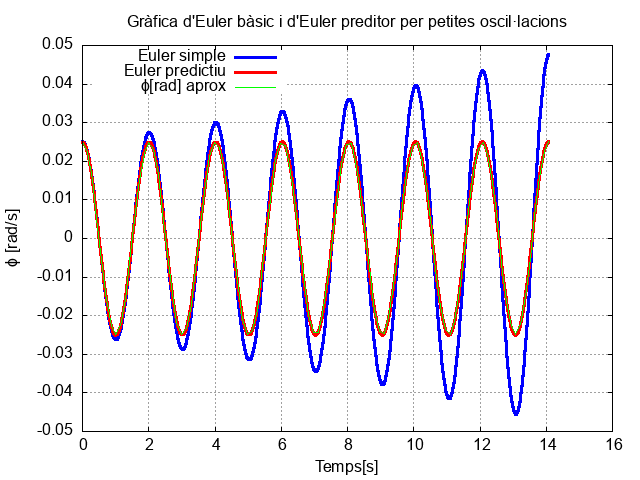 Gràfica d'Euler bàsic i d'Euler preditor per petites oscil·lacions
0.05
0.04
0.03
0.02
0.01
0
-0.01
-0.02
-0.03
-0.04
-0.05
ϕ [rad/s]
Euler simple
Euler predictiu
ϕ[rad] aprox
0 2 4 6 8 10 12 14 16
Temps[s]